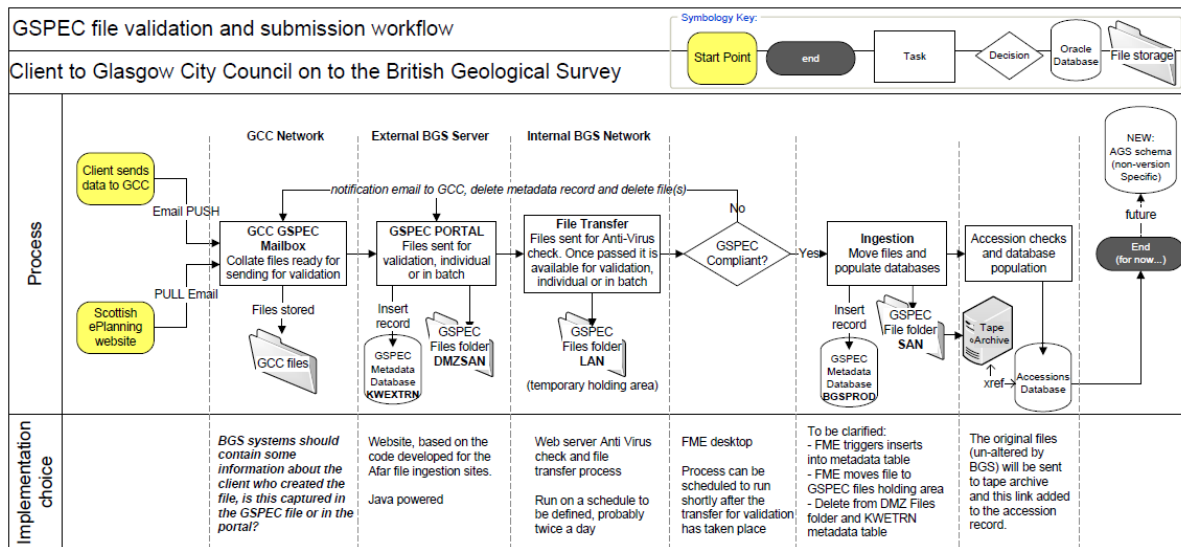 GSPEC file validation and submission workflow
Client to Glasgow City Council on to the British Geological Survey
Symbology Key:
Start Point
end
Task
Decision
Oracle
Database
File storage
Process
GCC Network
External BGS Server
Internal BGS Network
Client sends
data to GCC
Email PUSH
PULL Email
Scottish
ePlanning
website
notification email to GCC, delete metadata record and delete file(s)
GCC GSPEC
Mailbox
Collate files ready for
sending for validation
Files stored
GCC files
GSPEC PORTAL
Files sent for
validation, individual
or in batch
Insert
record
GSPEC
Metadata
Database
KWEXTRN
GSPEC
Files folder
DMZSAN
File Transfer
Files sent for Anti-Virus
check. Once passed it is
available for validation,
individual or in batch
GSPEC
Files folder
LAN
(temporary holding area)
No
GSPEC
Compliant?
Yes
Ingestion
Move files and
populate databases
Insert
record
GSPEC
Metadata
Database
BGSPROD
GSPEC
File folder
SAN
Accession checks
and database
population
Tape
Archive
xref
Accessions
Database
NEW:
AGS schema
(non-version
Specific)
future
End
(for now...)
Implementation
choice
BGS systems should
contain some
information about the
client who created the
file, is this captured in
the GSPEC file or in the
portal?
Website, based on the
code developed for the
Afar file ingestion sites.
Java powered
Web server Anti Virus
check and file
transfer process
Run on a schedule to
be defined, probably
twice a day
FME desktop
Process can be
scheduled to run
shortly after the
transfer for validation
has taken place
To be clarified:
- FME triggers inserts
into metadata table
- FME moves file to
GSPEC files holding area
- Delete from DMZ Files
folder and KWETRN
metadata table
The original files
(un-altered by
BGS) will be sent
to tape archive
and this link added
to the accession
record.